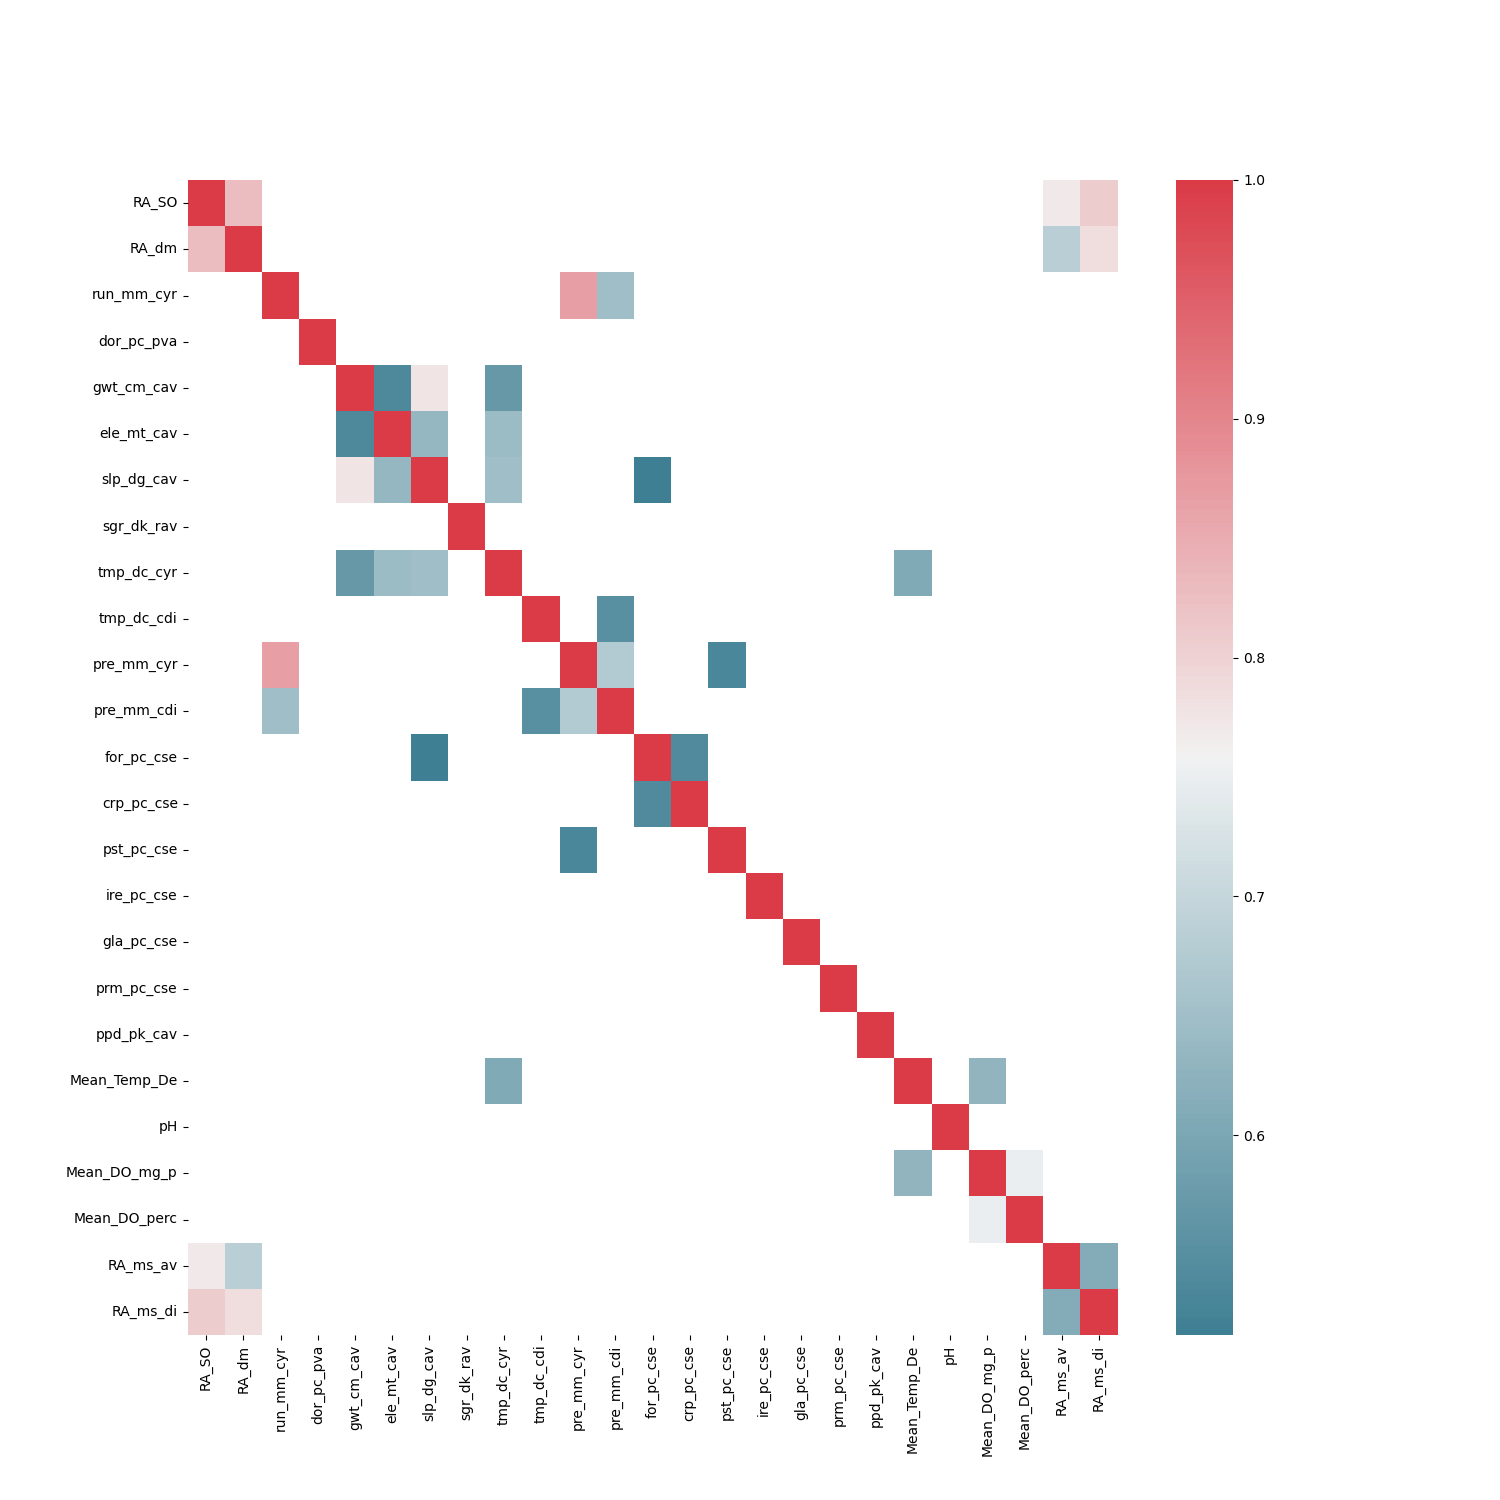 RA_SO
RA_dm
run_mm_cyr
dor_pc_pva
gwt_cm_cav
ele_mt_cav
slp_dg_cav
sgr_dk_rav
tmp_dc_cyr
tmp_dc_cdi
pre_mm_cyr
pre_mm_cdi
for_pc_cse
crp_pc_cse
pst_pc_cse
ire_pc_cse
gla_pc_cse
prm_pc_cse
ppd_pk_cav
Mean_Temp_De
pH
Mean_DO_mg_p
Mean_DO_perc
RA_ms_av
RA_ms_di
RA_SO
RA_dm
run_mm_cyr
dor_pc_pva
gwt_cm_cav
ele_mt_cav
slp_dg_cav
sgr_dk_rav
tmp_dc_cyr
tmp_dc_cdi
pre_mm_cyr
pre_mm_cdi
for_pc_cse
crp_pc_cse
pst_pc_cse
ire_pc_cse
gla_pc_cse
prm_pc_cse
ppd_pk_cav
Mean_Temp_De
pH
Mean_DO_mg_p
Mean_DO_perc
RA_ms_av
RA_ms_di
1.0
0.9
0.8
0.7
0.6